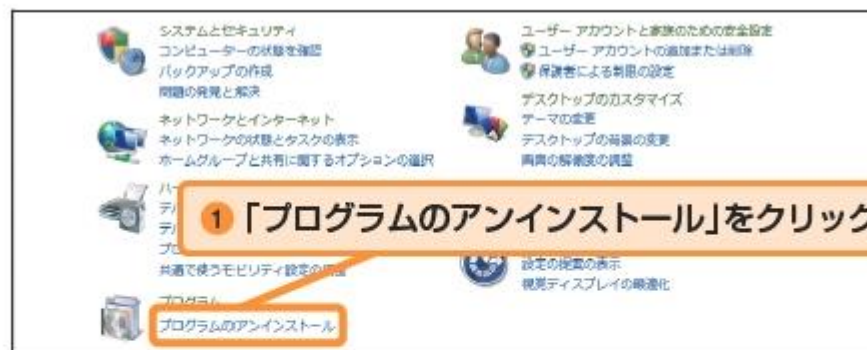 システムとセキュリティ
コンピューターの状態を確認
バックアップの作成
問題の発見と解決
ネットワークとインターネット
ネットワークの状態とタスクの表示
ホームグループと共有に関するオプションの選択
ハー
デバ
デバ
プロ
共通で使うモビリティ設定の
プログラム
プログラムのアンインストール
ユーザー アカウントと家族のための安全設定
ユーザー アカウントの追加または削除
保護者による制限の設定
デスクトップのカスタマイズ
テーマの変更
デスクトップの背景の変更
画面の解像度の調整
設定の提案の表示
視覚ディスプレイの最適化
1 「プログラムのアンインストール」をクリック